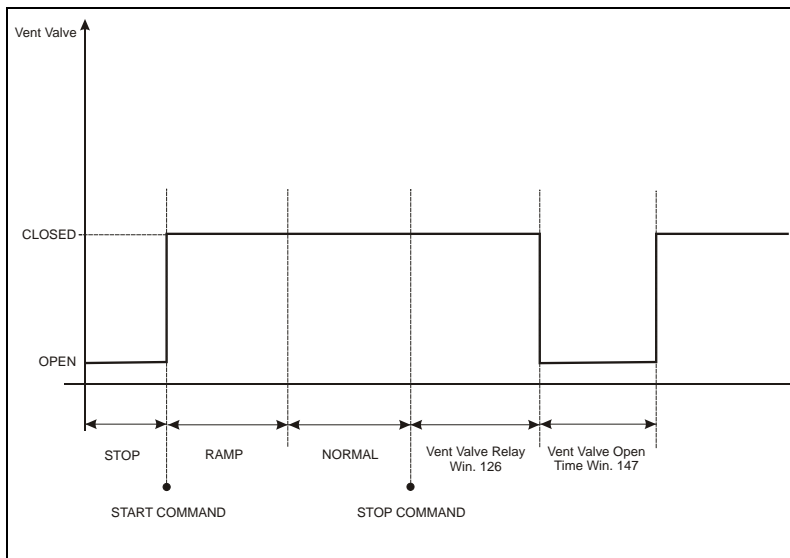 Vent Valve
CLOSED
OPEN
STOP
RAMP
NORMAL
Vent Valve Relay
Win. 126
Vent Valve Open
Time Win. 147
START COMMAND
STOP COMMAND